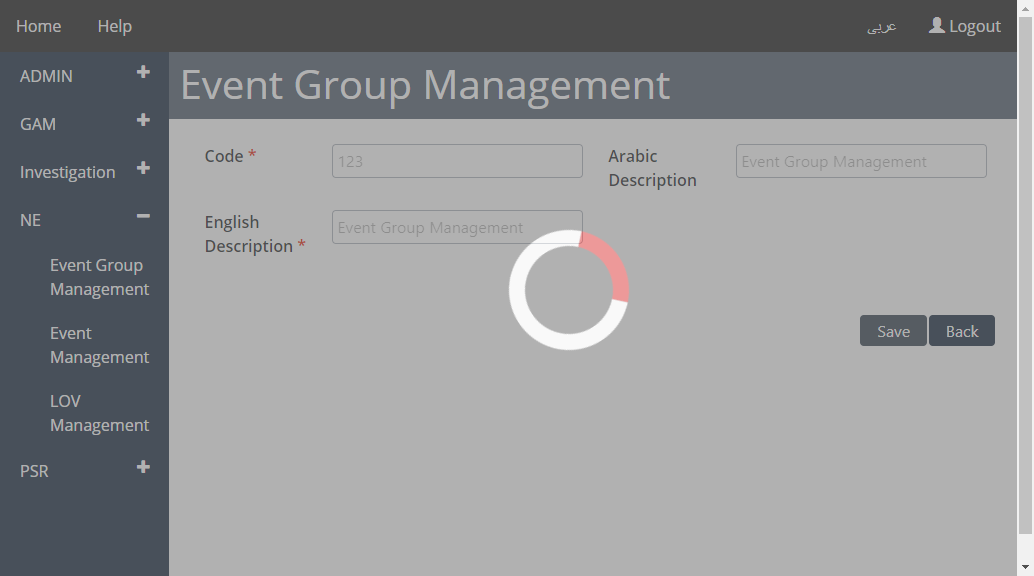 Home Help عربى Logout
ADMIN
GAM
Investigation
NE
Event Group
Management
Event
Management
LOV
Management
PSR
Event Group Management
Code *
123
Arabic
Description
Event Group Management
English
Description *
Event Group Management
Save Back